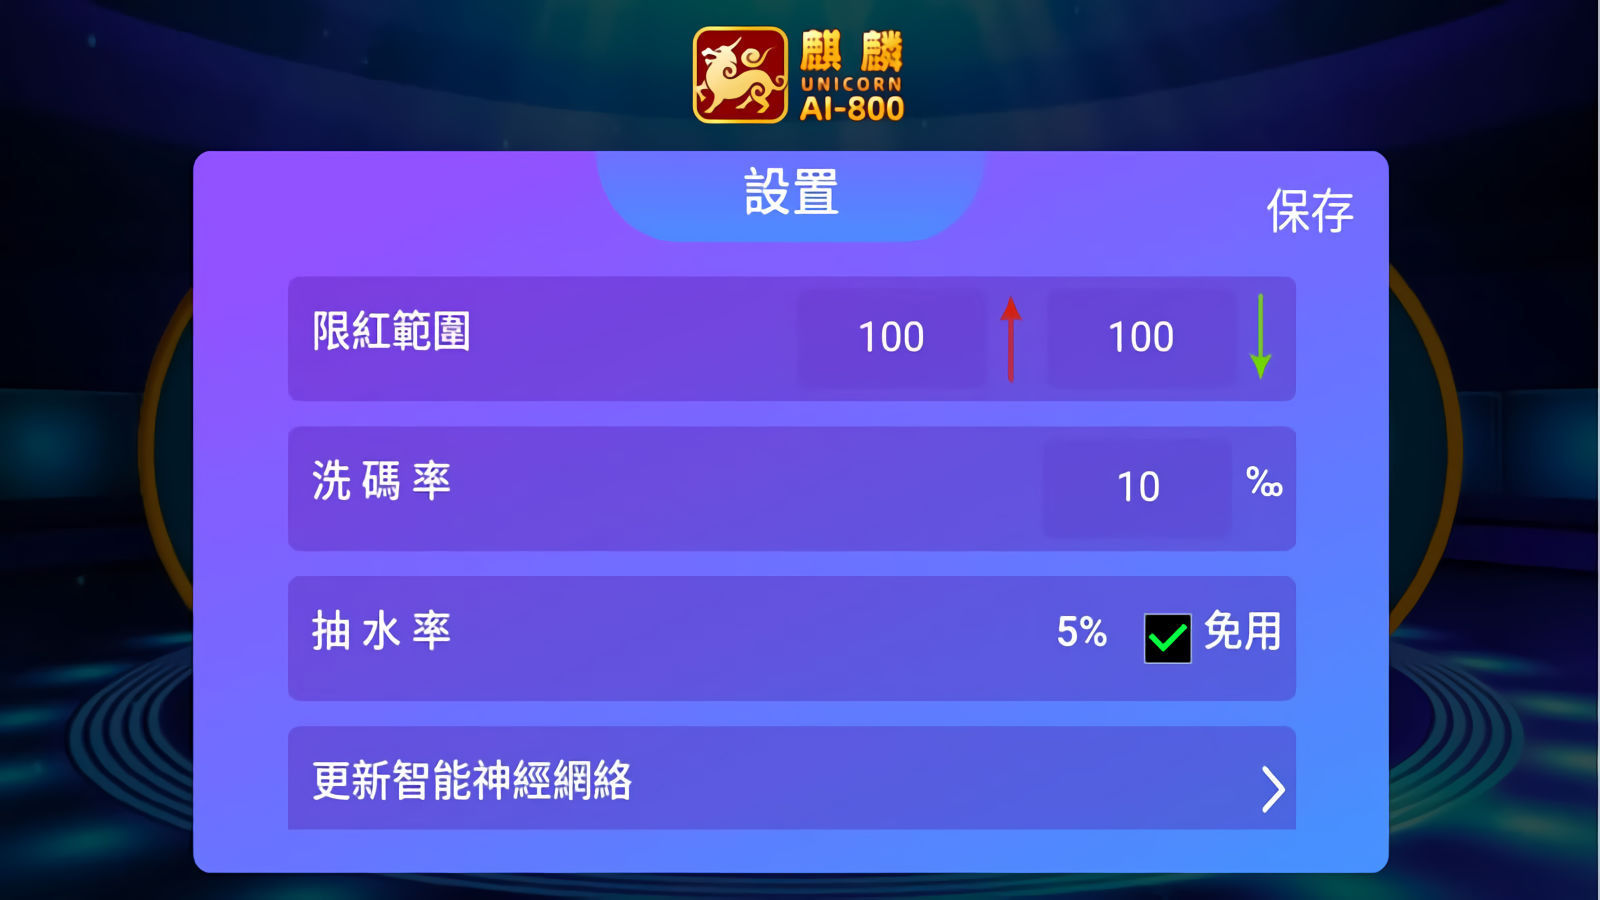 麒麟
UNICORN
AI-800
設置
保存
限紅範圍 100 100
洗碼率 10 ‰
抽水率 5% 免用
更新智能神經網絡